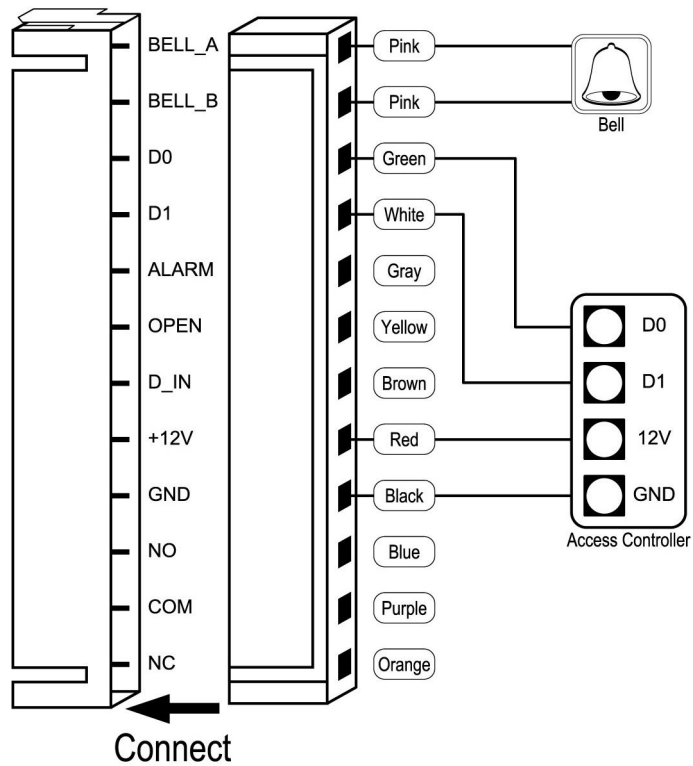 BELL_A Pink
BELL_B Pink
Bell
D0 Green
D1 White
ALARM Gray
OPEN Yellow D0
D_IN Brown D1
+12V Red 12V
GND Black GND
Access Controller
NO Blue
COM Purple
NC Orange
Connect